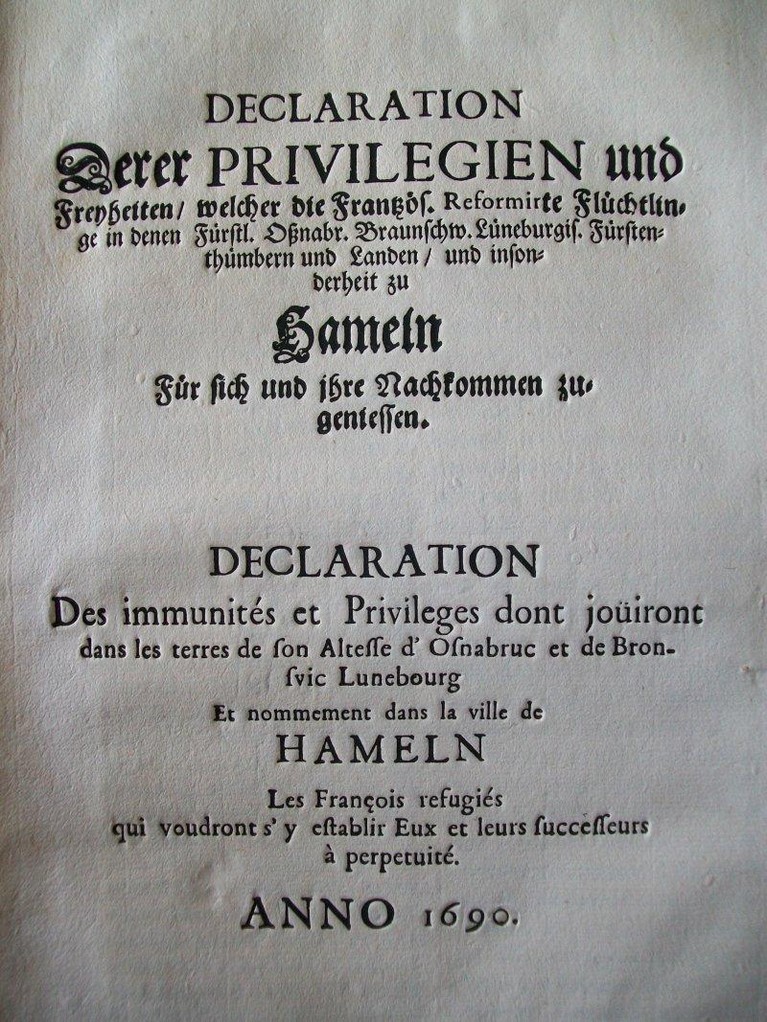 DECLARATION
Derer PRIVILEGIEN und
Freyheiten/ welcher die Frantzös. Reformirte Flüchtlin-
ge in denen Fürstl. Oßnabr. Braunschw. Lüneburgis. Fürsten-
thümbern und Landen / und inson-
derheit zu
Hameln
Für sich und jhre Nachkommen zu-
geniessen.
DECLARATION
Des immunités et Privileges dont joüiront
dans les terres de ſon Alteſſe d' Oſnabruc et de Bron-
ſvic Lunebourg
Et nommement dans la ville de
HAMELN
Les François refugiés
qui voudront s' y eſtablir Eux et leurs ſucceſſeurs
à perpetuité.
ANNO 1690.